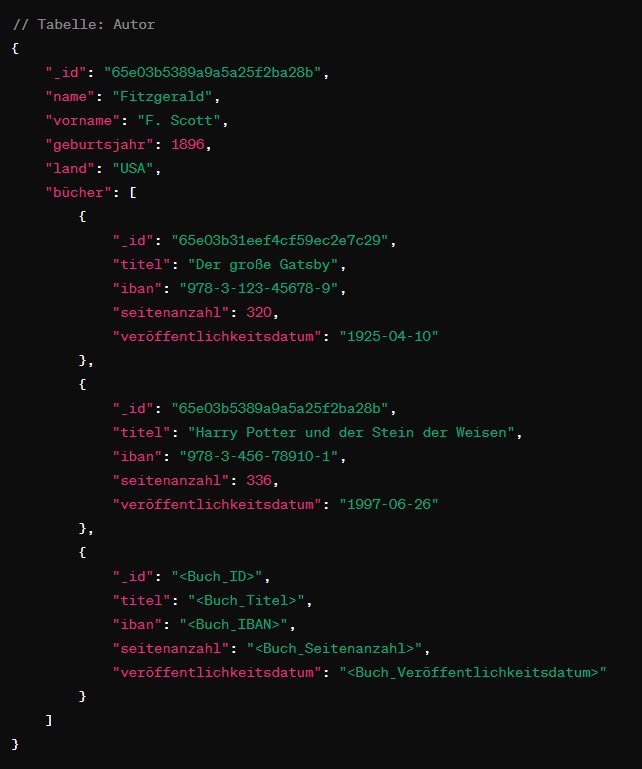 // Tabelle: Autor
{
    "_id": "65e03b5389a9a5a25f2ba28b",
    "name": "Fitzgerald",
    "vorname": "F. Scott",
    "geburtsjahr": 1896,
    "land": "USA",
    "bücher": [
        {
            "_id": "65e03b31eef4cf59ec2e7c29",
            "titel": "Der große Gatsby",
            "iban": "978-3-123-45678-9",
            "seitenanzahl": 320,
            "veröffentlichkeitsdatum": "1925-04-10"
        },
        {
            "_id": "65e03b5389a9a5a25f2ba28b",
            "titel": "Harry Potter und der Stein der Weisen",
            "iban": "978-3-456-78910-1",
            "seitenanzahl": 336,
            "veröffentlichkeitsdatum": "1997-06-26"
        },
        {
            "_id": "<Buch_ID>",
            "titel": "<Buch_Titel>",
            "iban": "<Buch_IBAN>",
            "seitenanzahl": "<Buch_Seitenanzahl>",
            "veröffentlichkeitsdatum": "<Buch_Veröffentlichkeitsdatum>"
        }
    ]
}